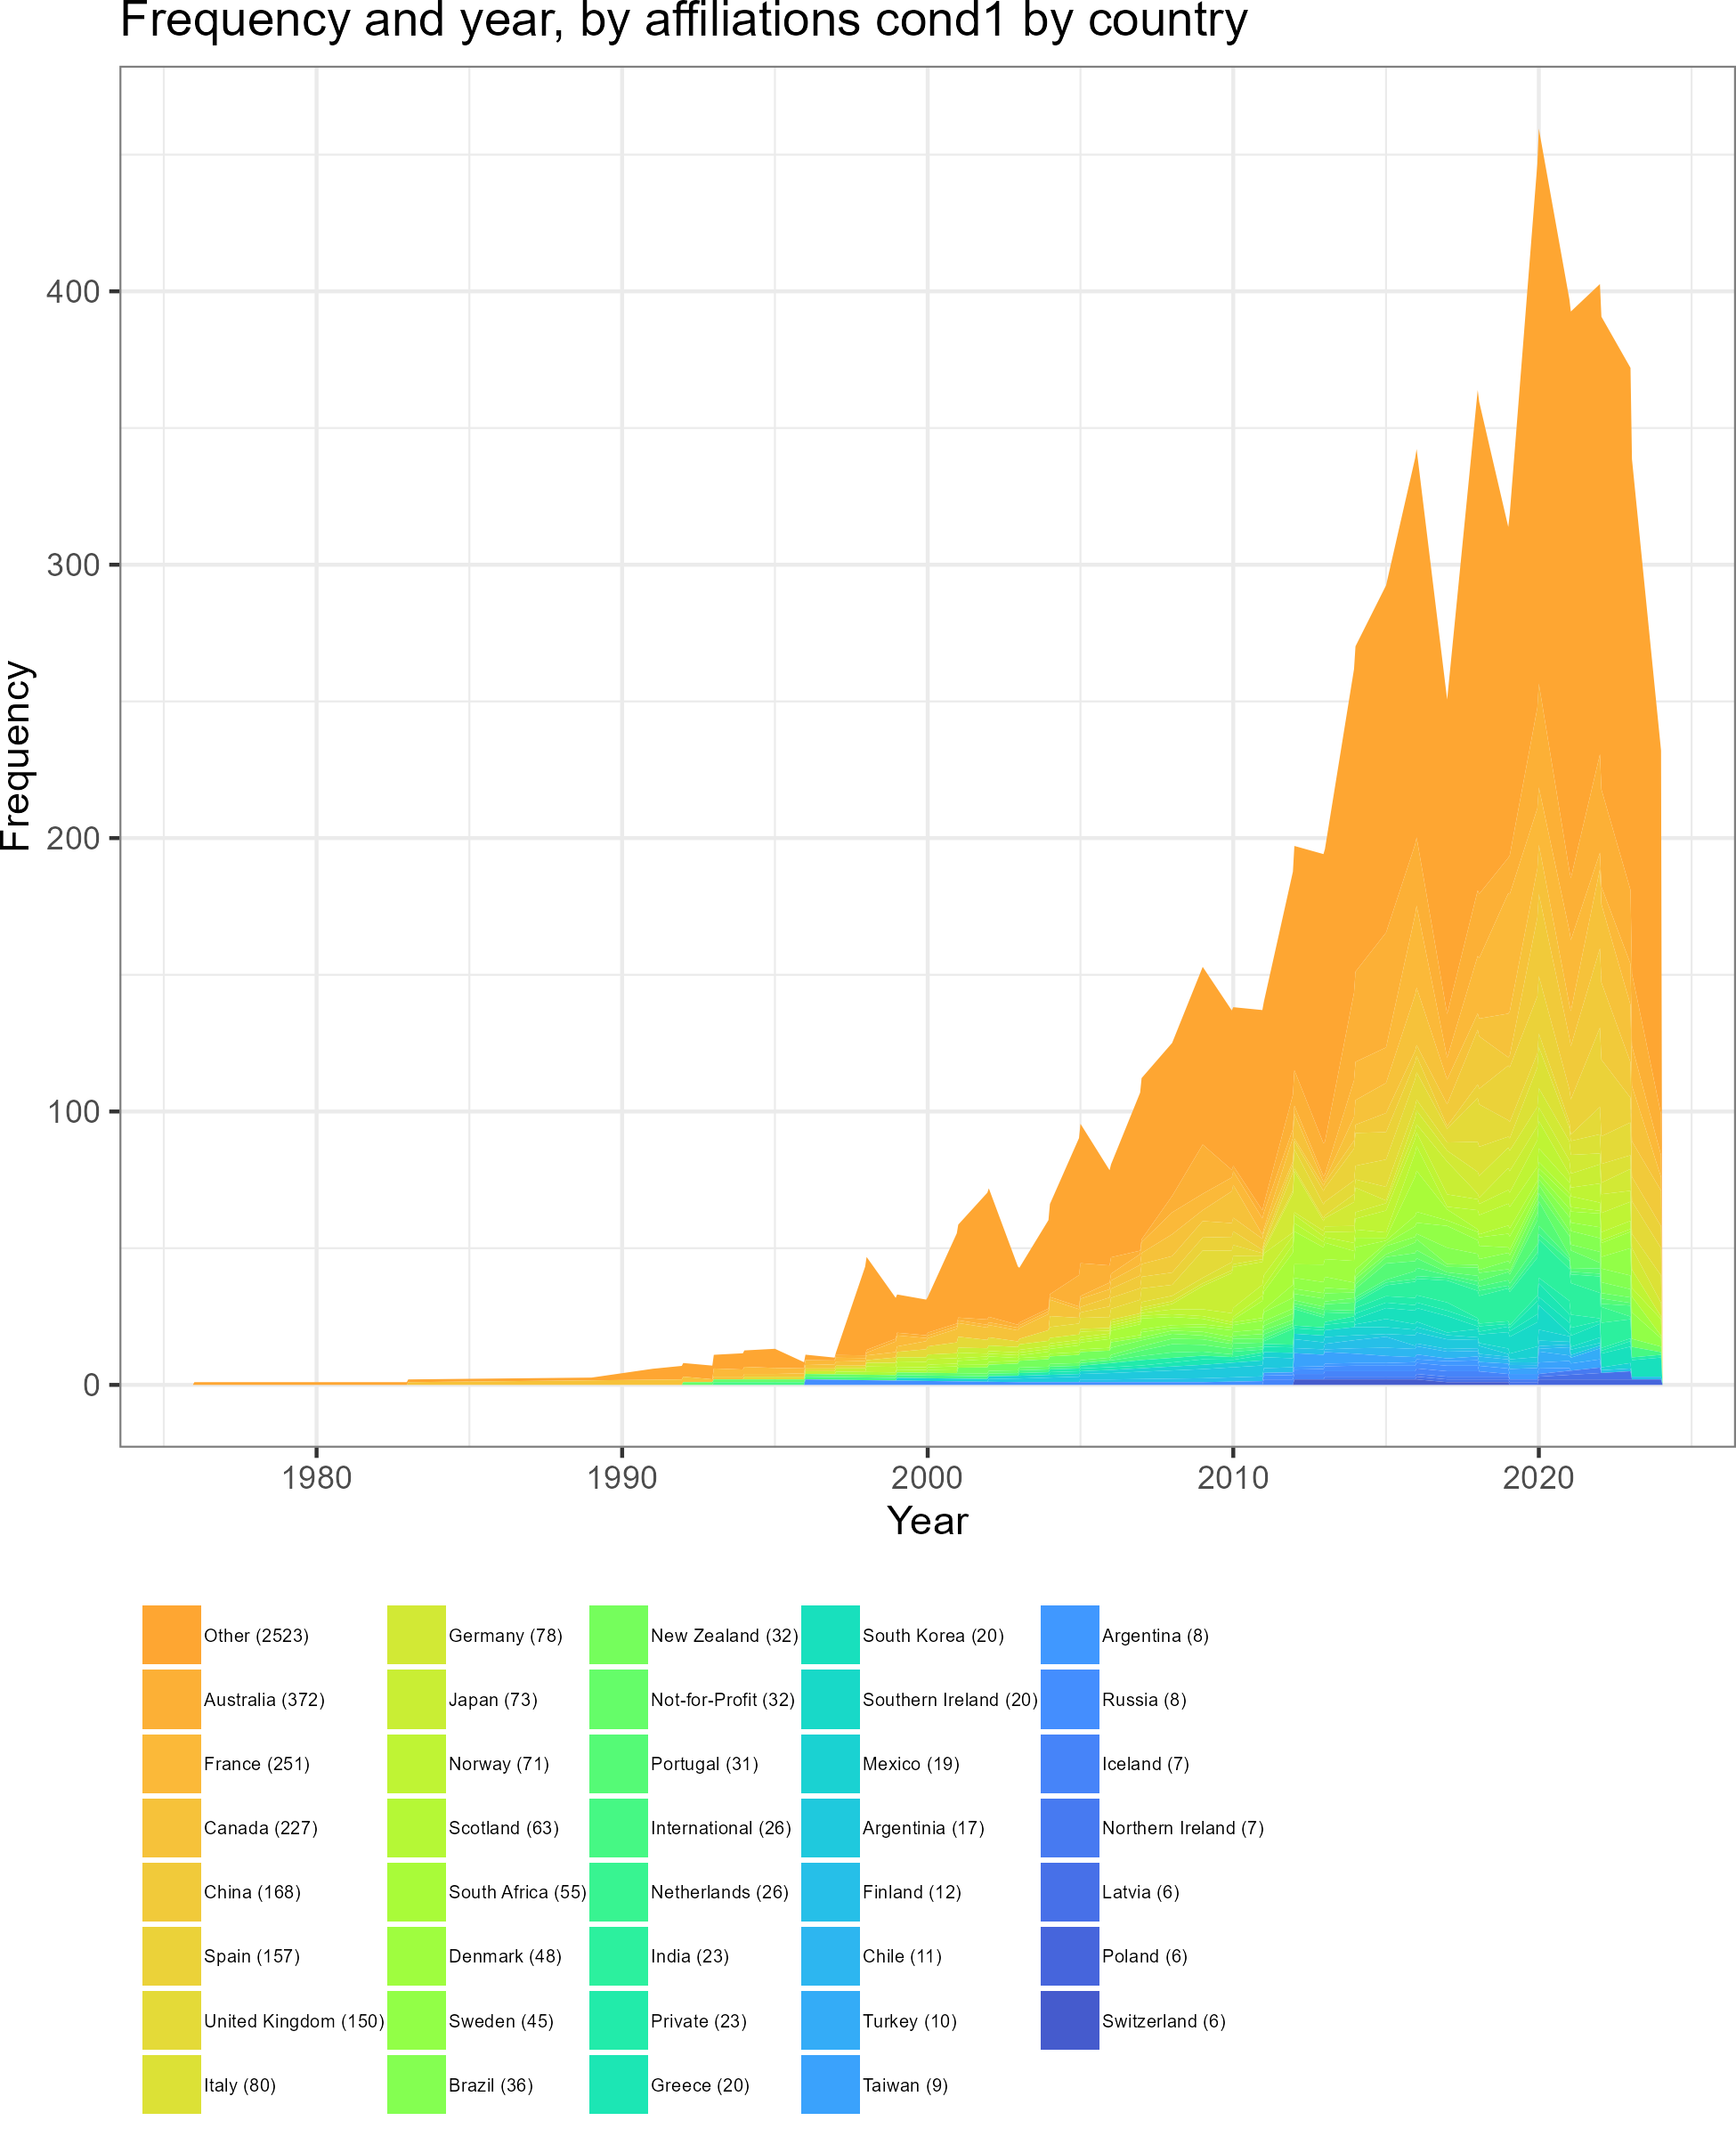 Frequency and year, by affiliations cond1 by country
Frequency
400
300
200
100
0
1980 1990 2000 2010 2020
Year
Other (2523)
Australia (372)
France (251)
Canada (227)
China (168)
Spain (157)
United Kingdom (150)
Italy (80)
Germany (78)
Japan (73)
Norway (71)
Scotland (63)
South Africa (55)
Denmark (48)
Sweden (45)
Brazil (36)
New Zealand (32)
Not-for-Profit (32)
Portugal (31)
International (26)
Netherlands (26)
India (23)
Private (23)
Greece (20)
South Korea (20)
Southern Ireland (20)
Mexico (19)
Argentinia (17)
Finland (12)
Chile (11)
Turkey (10)
Taiwan (9)
Argentina (8)
Russia (8)
Iceland (7)
Northern Ireland (7)
Latvia (6)
Poland (6)
Switzerland (6)